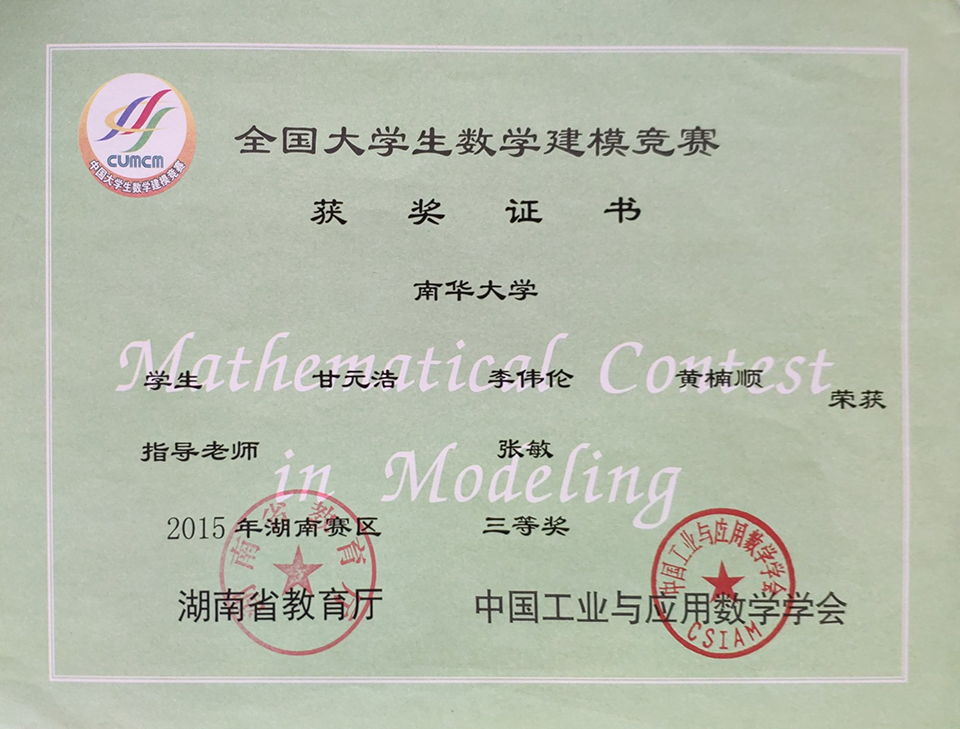 CUMCM
中国大学生数学建模竞赛
全国大学生数学建模竞赛
获奖证书
南华大学
Mathematical Contest
in Modeling
学生 甘元浩 李伟伦 黄楠顺 荣获
指导老师 张敏
2015年湖南赛区 三等奖
湖南省教育厅
中国工业与应用数学学会
湖南省教育厅
中国工业与应用数学学会
CSIAM